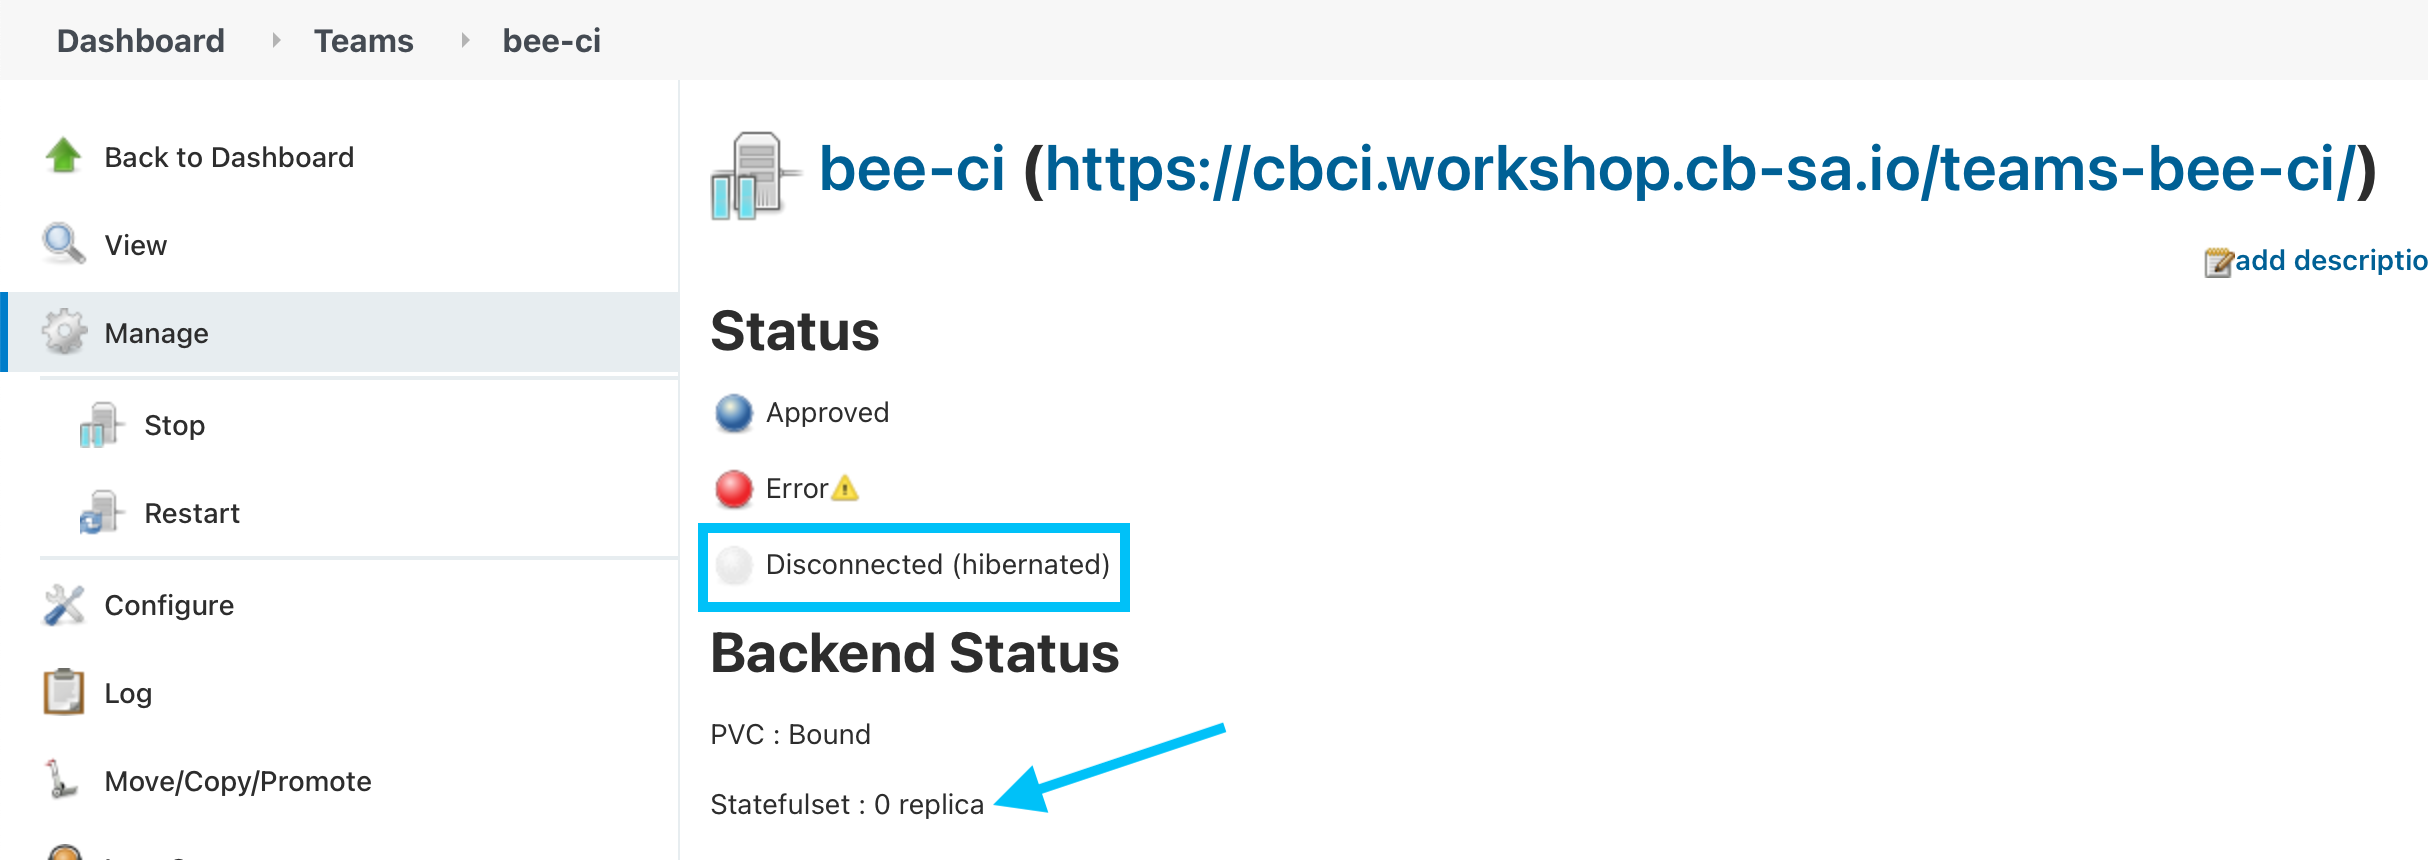 Dashboard Teams bee-ci
Back to Dashboard
View
Manage
Stop
Restart
Configure
Log
Move/Copy/Promote
bee-ci (https://cbci.workshop.cb-sa.io/teams-bee-ci/)
add descriptio
Status
Approved
Error
Disconnected (hibernated)
Backend Status
PVC : Bound
Statefulset : 0 replica